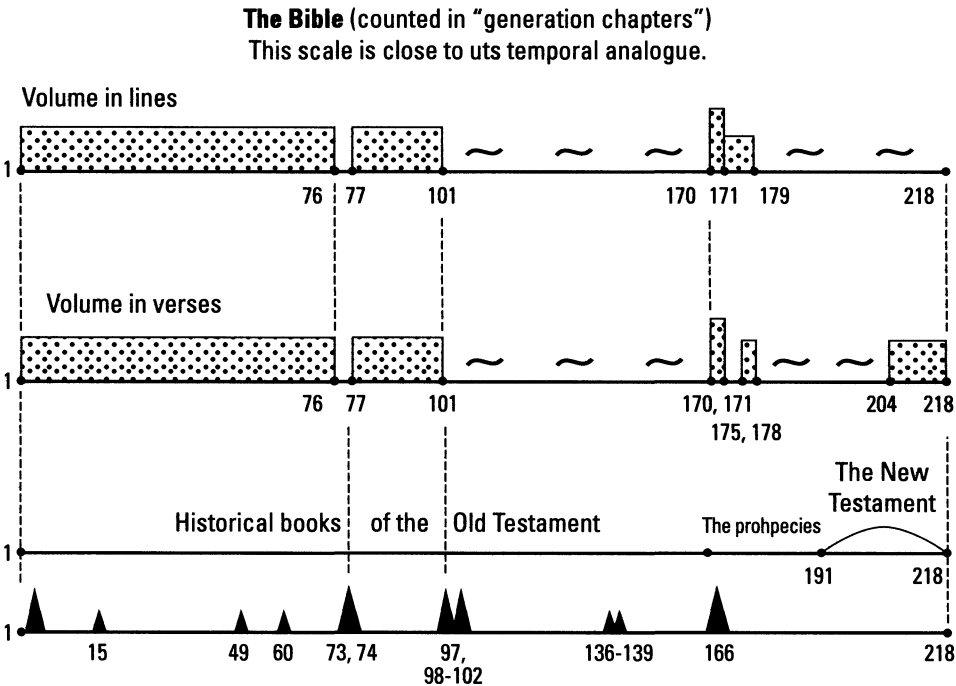 The Bible (counted in “generation chapters”)
This scale is close to uts temporal analogue.
Volume in lines
1
76 77 101 170 171 179 218
Volume in verses
1
76 77 101 170, 171 204 218
175, 178
The New
Testament
Historical books of the Old Testament The prohpecies
1
191 218
1
15 49 60 73, 74 97, 136-139 166 218
98-102